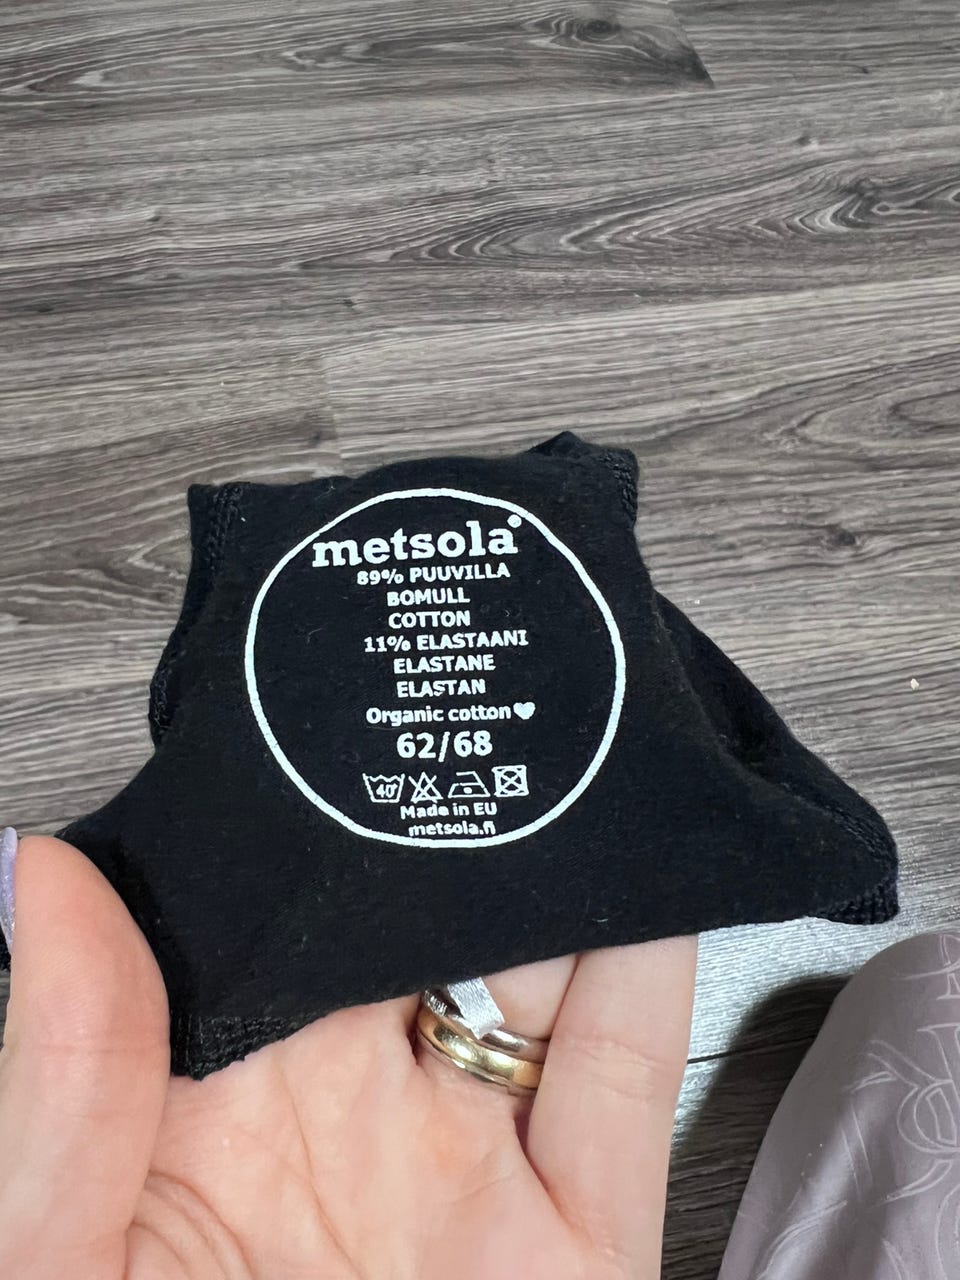 metsola®
89% PUUVILLA
BOMULL
COTTON
11% ELASTAANI
ELASTANE
ELASTAN
Organic cotton♥
62/68
40°
Made in EU
metsola.fi